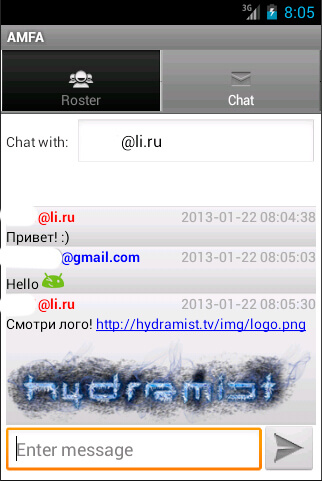 3G 8:05
AMFA
Roster Chat
Chat with: @li.ru
@li.ru 2013-01-22 08:04:38
Привет! :)
@gmail.com 2013-01-22 08:05:03
Hello
@li.ru 2013-01-22 08:05:30
Смотри лого! http://hydramist.tv/img/logo.png
hydramist
Enter message